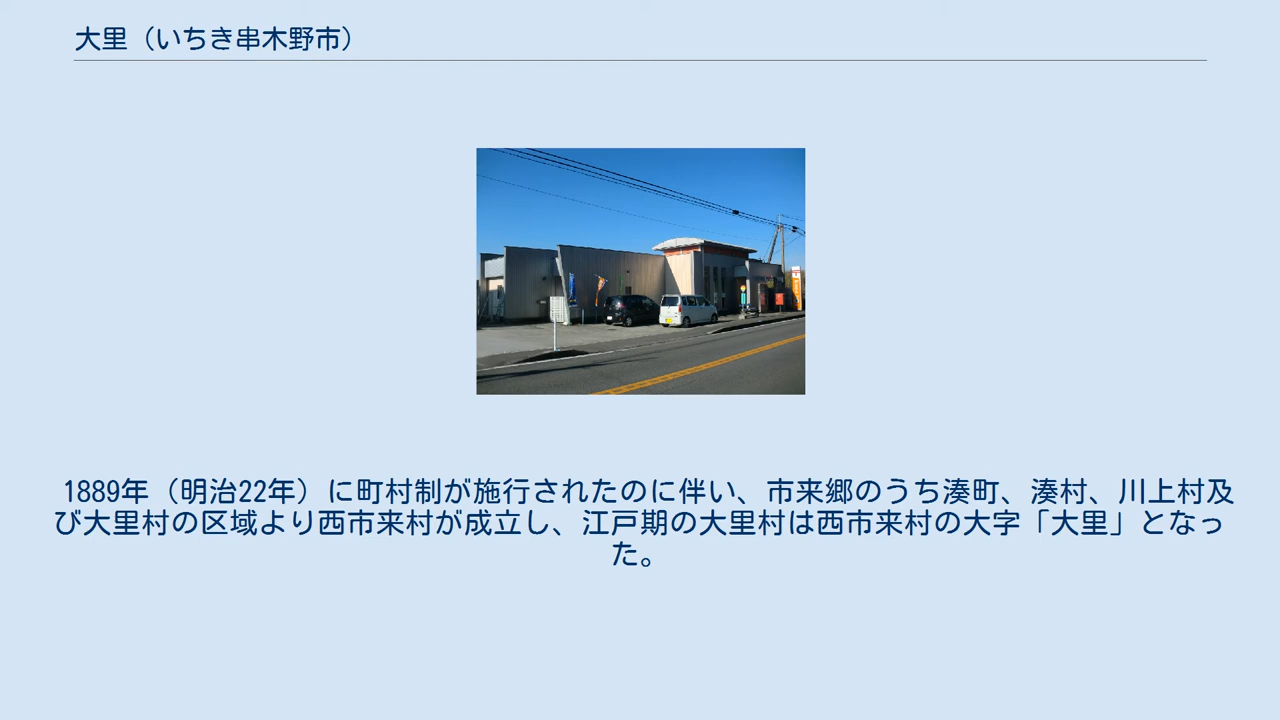 大里（いちき串木野市）
1889年（明治22年）に町村制が施行されたのに伴い、市来郷のうち湊町、湊村、川上村及
び大里村の区域より西市来村が成立し、江戸期の大里村は西市来村の大字「大里」となっ
た。